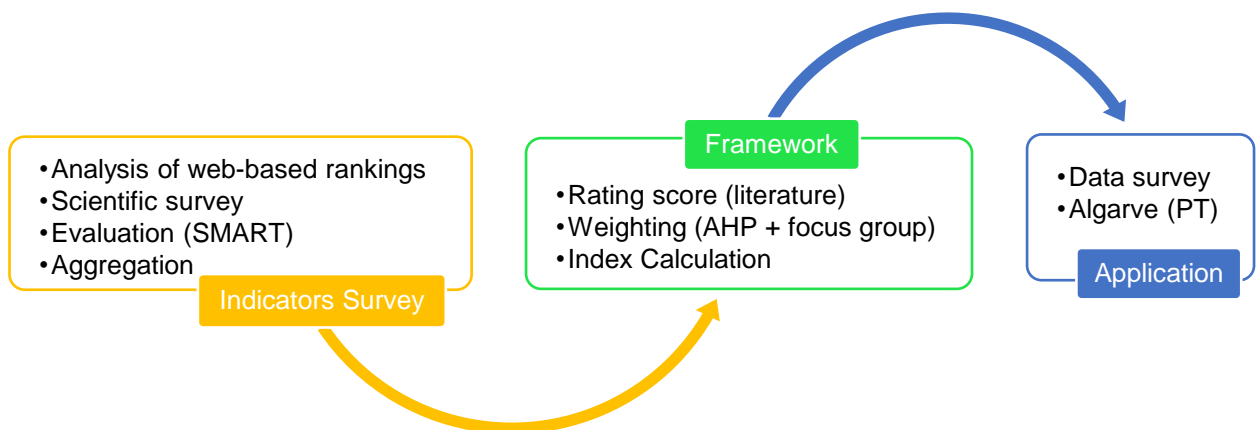 •Analysis of web-based rankings
•Scientific survey
•Evaluation (SMART)
•Aggregation
Indicators Survey
Framework
•Rating score (literature)
•Weighting (AHP + focus group)
•Index Calculation
•Data survey
•Algarve (PT)
Application